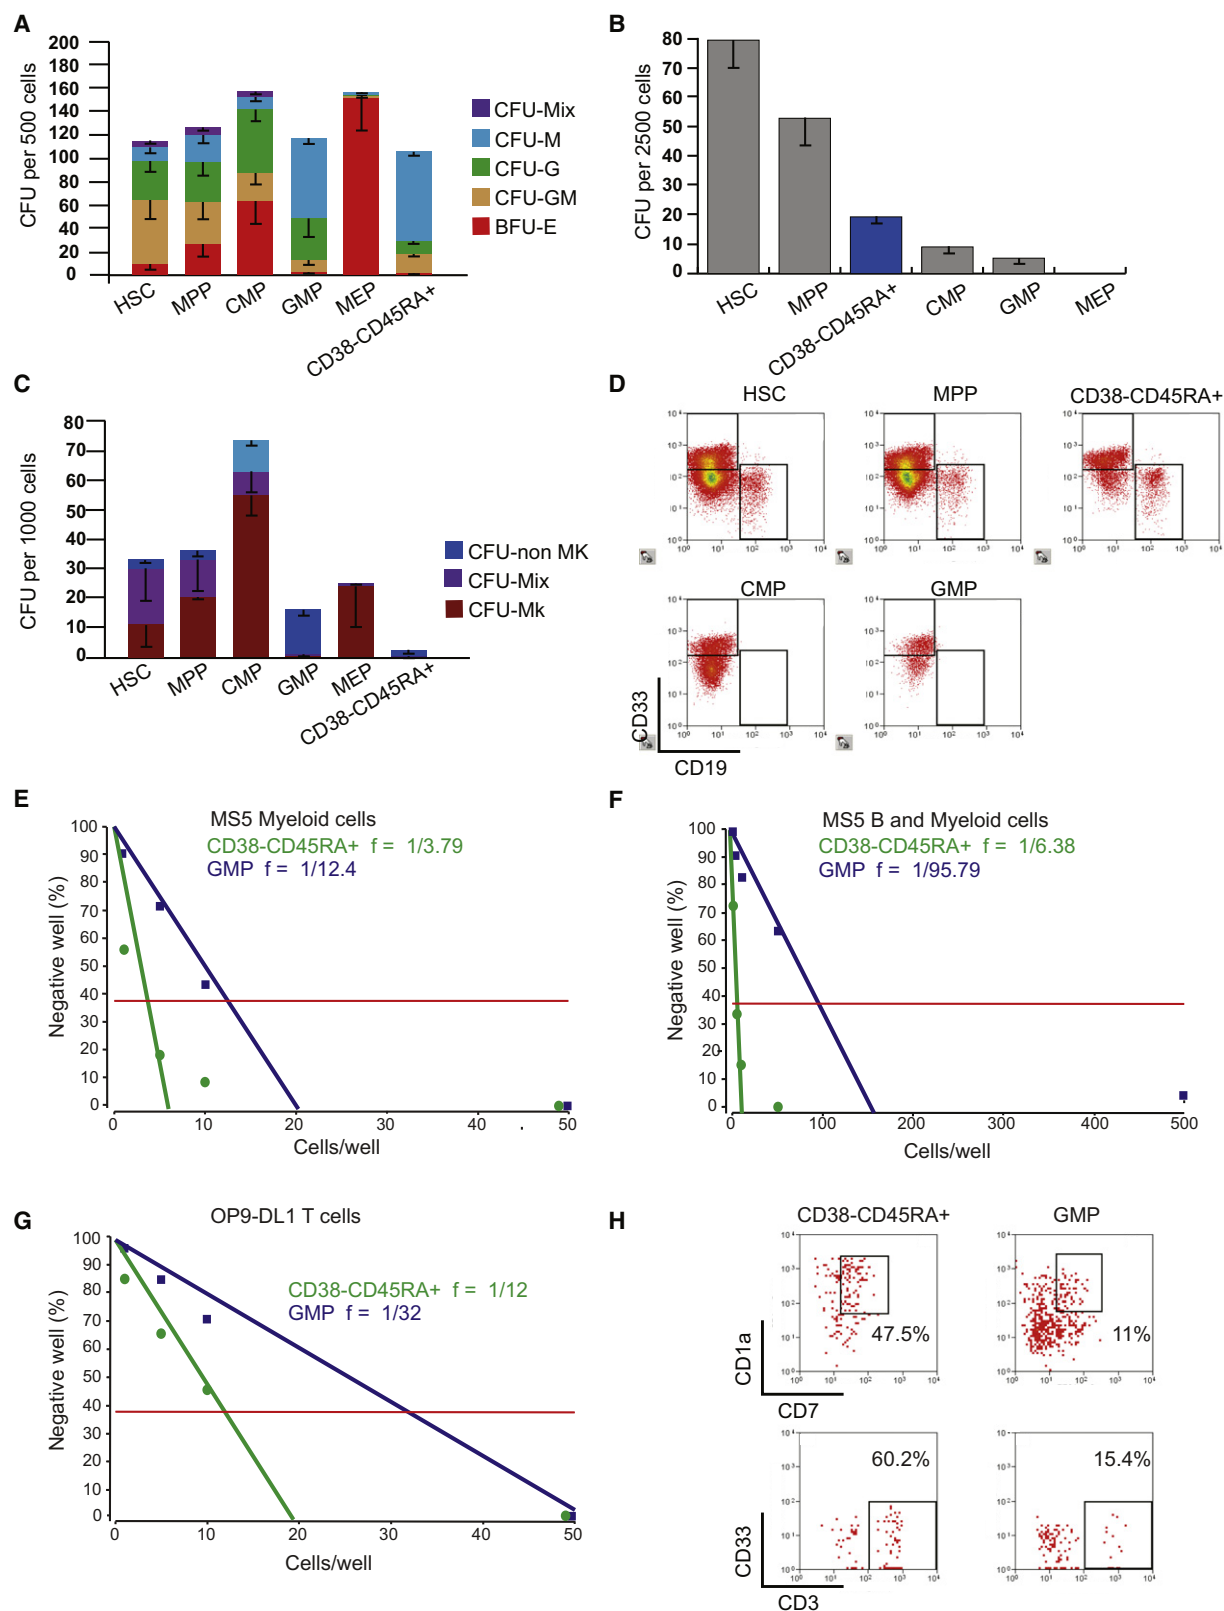 A
200
180
160
140
120
100
80
60
40
20
0
CFU per 500 cells
HSC
MPP
CMP
GMP
MEP
CD38-CD45RA+
CFU-Mix
CFU-M
CFU-G
CFU-GM
BFU-E
B
80
70
60
50
40
30
20
10
0
CFU per 2500 cells
HSC
MPP
CD38-CD45RA+
CMP
GMP
MEP
C
80
70
60
50
40
30
20
10
0
CFU per 1000 cells
HSC
MPP
CMP
GMP
MEP
CD38-CD45RA+
CFU-non MK
CFU-Mix
CFU-Mk
D
HSC
MPP
CD38-CD45RA+
CMP
GMP
CD33
CD19
E
MS5 Myeloid cells
CD38-CD45RA+ f = 1/3.79
GMP f = 1/12.4
100
90
80
70
60
50
40
30
20
10
0
Negative well (%)
0 10 20 30 40 50
Cells/well
F
MS5 B and Myeloid cells
CD38-CD45RA+ f = 1/6.38
GMP f = 1/95.79
100
90
80
70
60
50
40
30
20
10
0
Negative well (%)
0 100 200 300 400 500
Cells/well
G
OP9-DL1 T cells
CD38-CD45RA+ f = 1/12
GMP f = 1/32
100
90
80
70
60
50
40
30
20
10
0
Negative well (%)
0 10 20 30 40 50
Cells/well
H
CD38-CD45RA+
GMP
47.5%
11%
CD1a
CD7
60.2%
15.4%
CD33
CD3